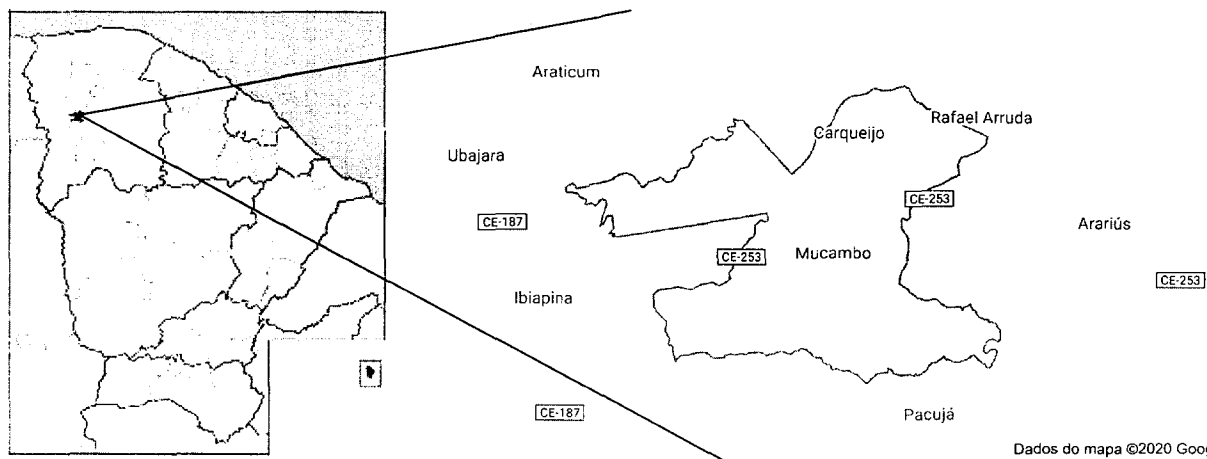 Araticum
Carqueijo
Rafael Arruda
Ubajara
CE-253
CE-187
Arariús
CE-253
Mucambo
CE-253
Ibiapina
CE-187
Pacujá
Dados do mapa ©2020 Goog